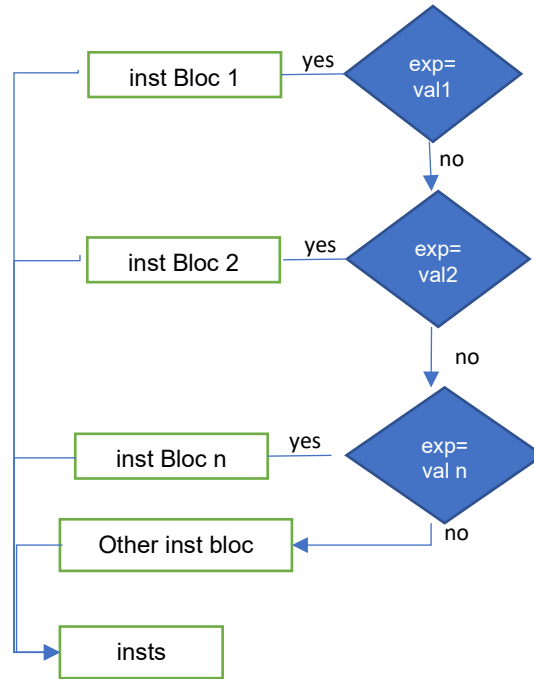 inst Bloc 1
yes
exp=
val1
no
inst Bloc 2
yes
exp=
val2
no
inst Bloc n
yes
exp=
val n
no
Other inst bloc
insts